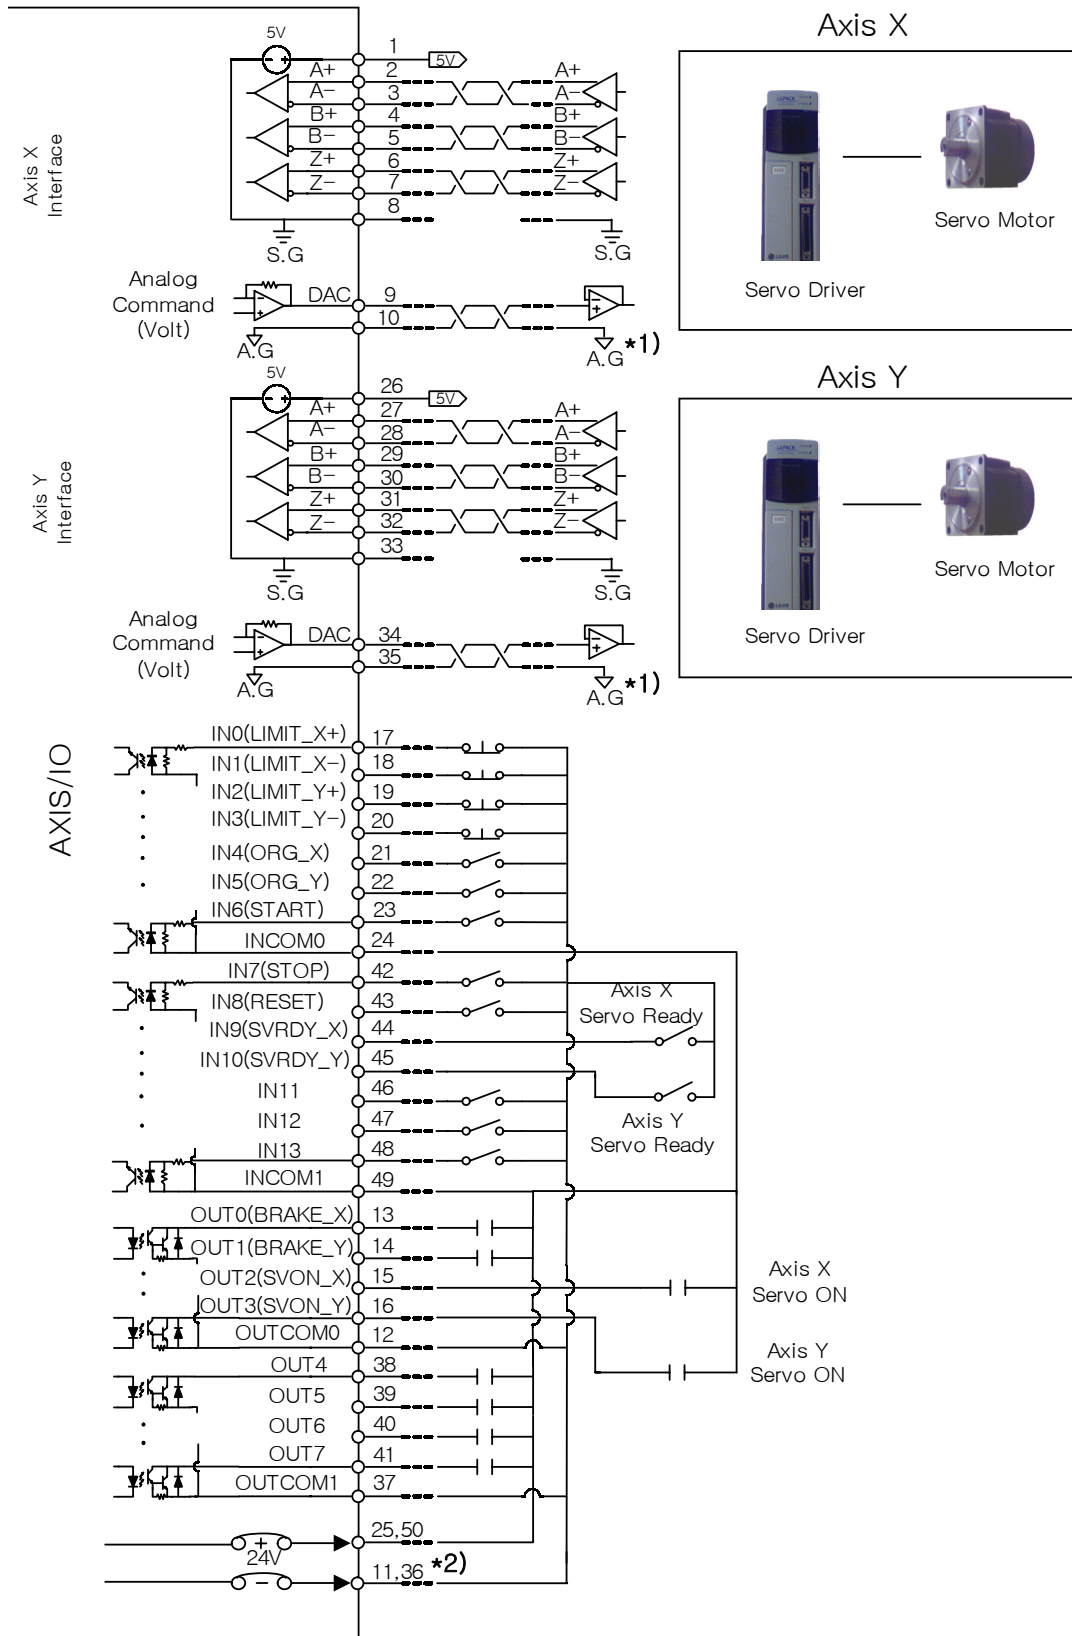 Axis X
5V
1
5V
A+
2
A+
A-
3
A-
B+
4
B+
B-
5
B-
Z+
6
Z+
Z-
7
Z-
8
S.G
S.G
Axis X
Interface
Servo Motor
Servo Driver
Analog
Command
(Volt)
DAC
9
10
A.G
A.G
*1)
Axis Y
5V
26
5V
A+
27
A+
A-
28
A-
B+
29
B+
B-
30
B-
Z+
31
Z+
Z-
32
Z-
33
S.G
S.G
Axis Y
Interface
Servo Motor
Servo Driver
Analog
Command
(Volt)
DAC
34
35
A.G
A.G
*1)
AXIS/IO
IN0(LIMIT_X+)
17
IN1(LIMIT_X-)
18
IN2(LIMIT_Y+)
19
IN3(LIMIT_Y-)
20
IN4(ORG_X)
21
IN5(ORG_Y)
22
IN6(START)
23
INCOM0
24
IN7(STOP)
42
IN8(RESET)
43
Axis X
Servo Ready
IN9(SVRDY_X)
44
IN10(SVRDY_Y)
45
IN11
46
Axis Y
Servo Ready
IN12
47
IN13
48
INCOM1
49
OUT0(BRAKE_X)
13
OUT1(BRAKE_Y)
14
OUT2(SVON_X)
15
Axis X
Servo ON
OUT3(SVON_Y)
16
OUTCOM0
12
Axis Y
Servo ON
OUT4
38
OUT5
39
OUT6
40
OUT7
41
OUTCOM1
37
25,50
24V
11,36
*2)